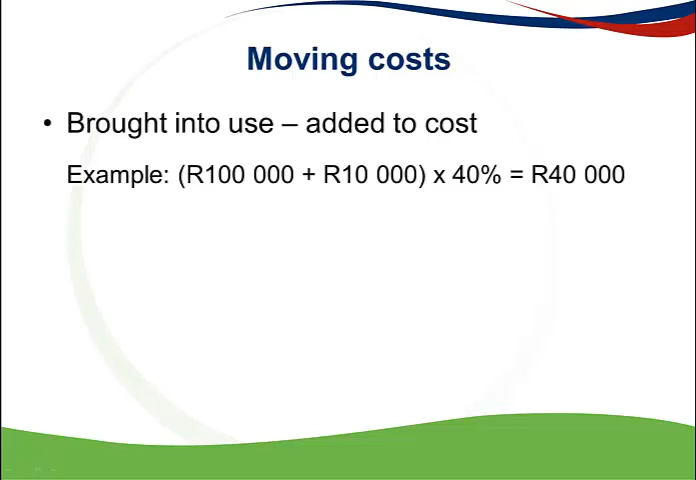 Moving costs
• Brought into use – added to cost
Example: (R100 000 + R10 000) x 40% = R40 000